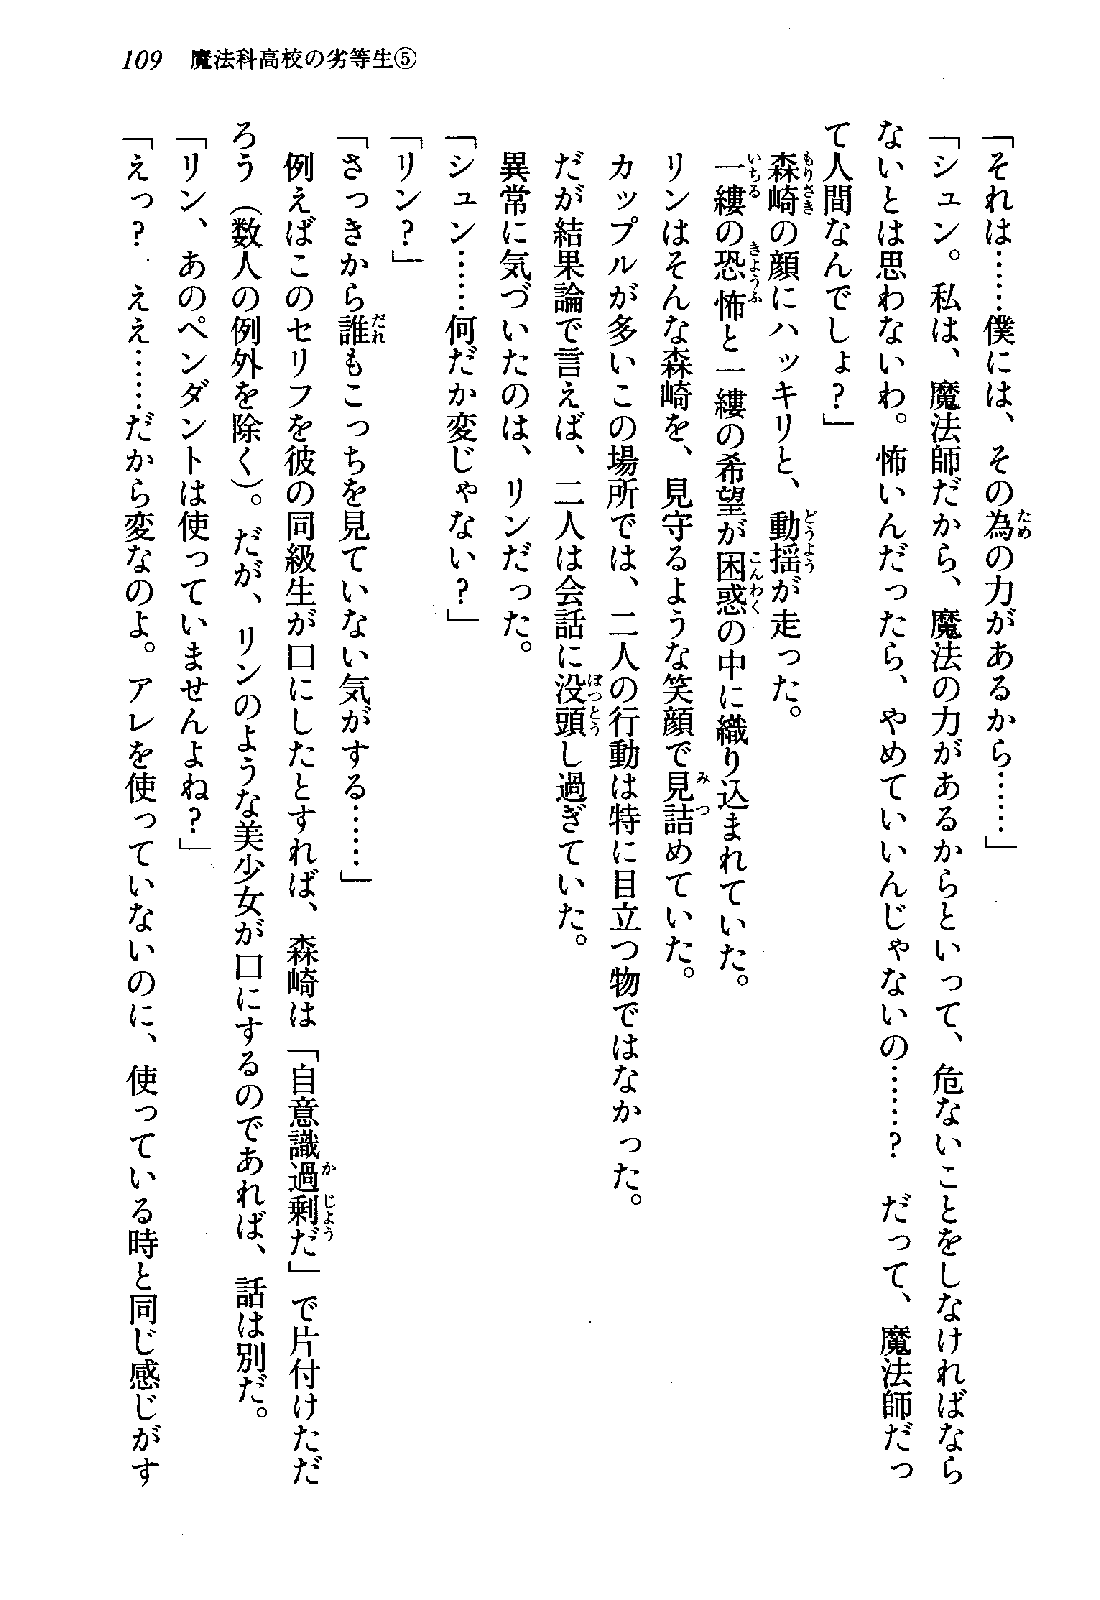 109　魔法科高校の劣等生⑤
「それは……僕には、その為の力があるから……」
「シュン。私は、魔法師だから、魔法の力があるからといって、危ないことをしなければなら
ないとは思わないわ。怖いんだったら、やめていいんじゃないの……？　だって、魔法師だっ
て人間なんでしょ？」
　森崎の顔にハッキリと、動揺が走った。
　一縷の恐怖と一縷の希望が困惑の中に織り込まれていた。
　リンはそんな森崎を、見守るような笑顔で見詰めていた。
　カップルが多いこの場所では、二人の行動は特に目立つ物ではなかった。
　だが結果論で言えば、二人は会話に没頭し過ぎていた。
　異常に気づいたのは、リンだった。
「シュン……何だか変じゃない？」
「リン？」
「さっきから誰もこっちを見ていない気がする……」
　例えばこのセリフを彼の同級生が口にしたとすれば、森崎は「自意識過剰だ」で片付けただ
ろう（数人の例外を除く）。だが、リンのような美少女が口にするのであれば、話は別だ。
「リン、あのペンダントは使っていませんよね？」
「えっ？　ええ……だから変なのよ。アレを使っていないのに、使っている時と同じ感じがす